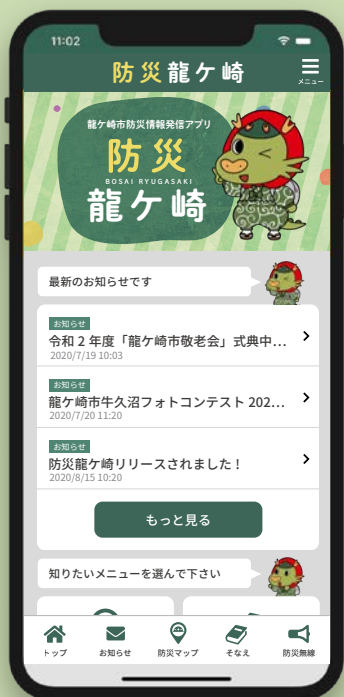 11:02
防災龍ケ崎
メニュー
龍ケ崎市防災情報発信アプリ
防災
BOSAI RYUGASAKI
龍ケ崎
最新のお知らせです
お知らせ
令和2年度「龍ケ崎市敬老会」式典中...
2020/7/19 10:03
お知らせ
龍ケ崎市牛久沼フォトコンテスト 202...
2020/7/20 11:20
お知らせ
防災龍ケ崎リリースされました!
2020/8/15 10:20
もっと見る
知りたいメニューを選んで下さい
トップ お知らせ 防災マップ そなえ 防災無線